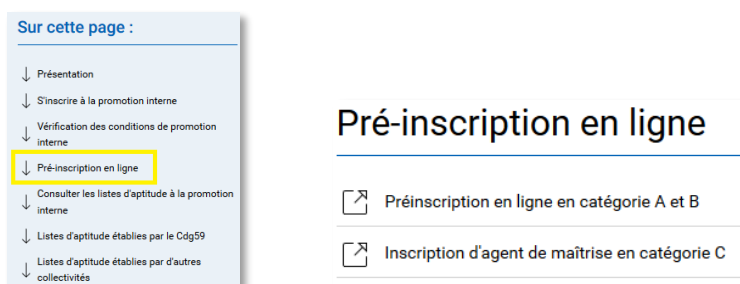 Sur cette page :
Présentation
S'inscrire à la promotion interne
Vérification des conditions de promotion
interne
Pré-inscription en ligne
Consulter les listes d'aptitude à la promotion
interne
Listes d'aptitude établies par le Cdg59
Listes d'aptitude établies par d'autres
collectivités
Pré-inscription en ligne
Préinscription en ligne en catégorie A et B
Inscription d'agent de maîtrise en catégorie C